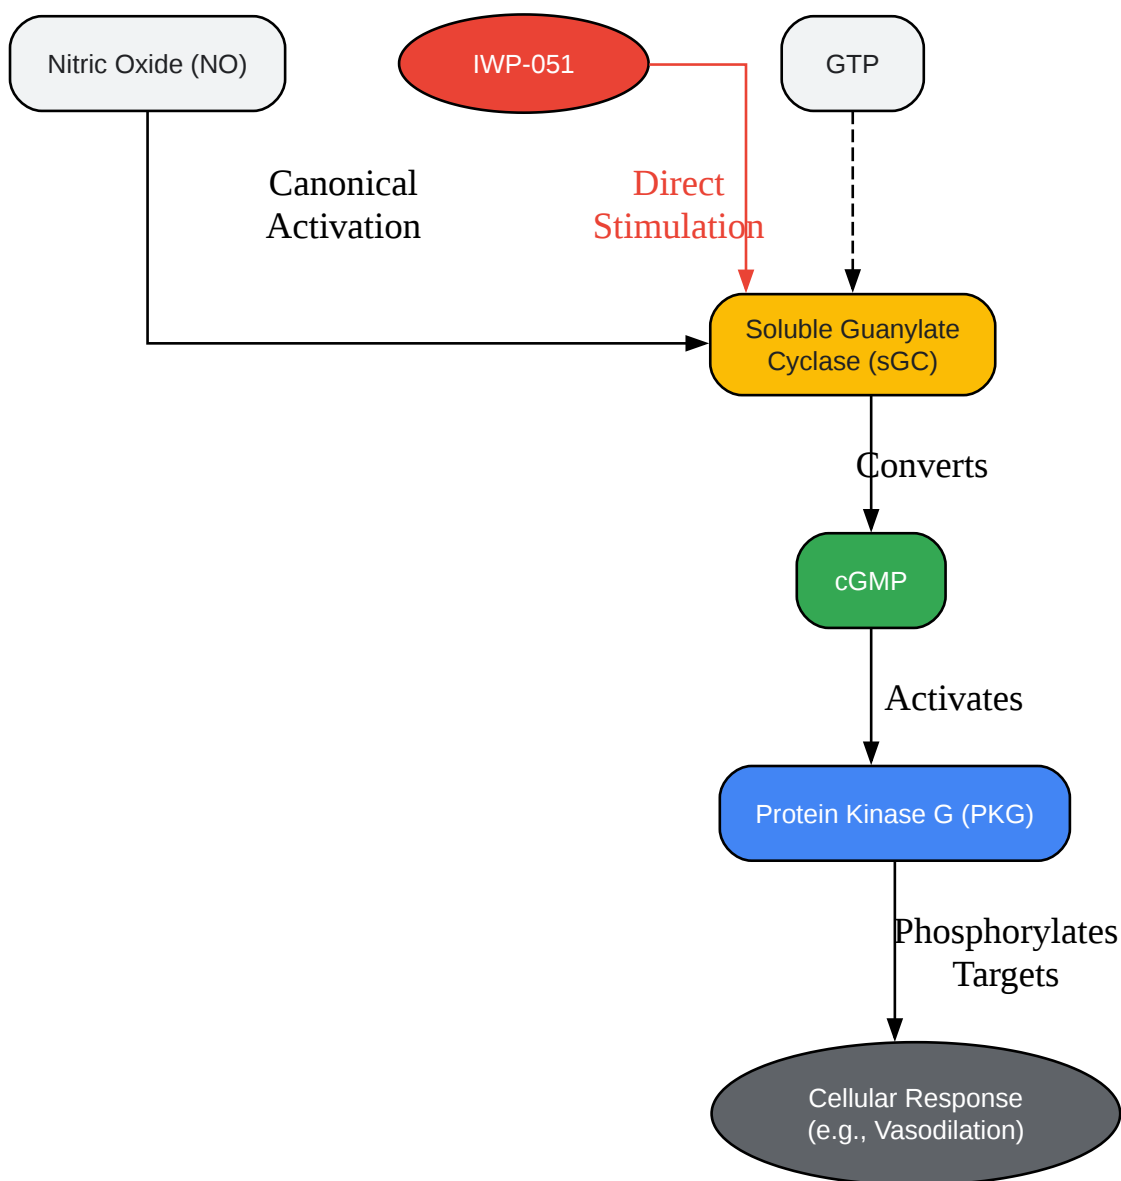 Nitric Oxide (NO)
IWP-051
GTP
Canonical
Activation
Direct
Stimulation
Soluble Guanylate
Cyclase (sGC)
Converts
cGMP
Activates
Protein Kinase G (PKG)
Phosphorylates
Targets
Cellular Response
(e.g., Vasodilation)